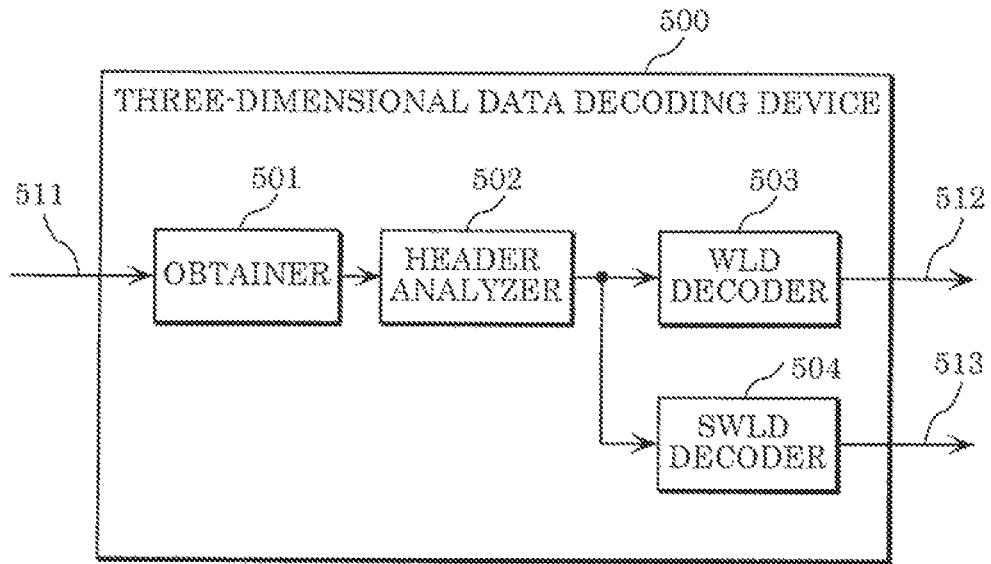 500
THREE-DIMENSIONAL DATA DECODING DEVICE
511
501
502
503
512
OBTAINER
HEADER
ANALYZER
WLD
DECODER
504
513
SWLD
DECODER